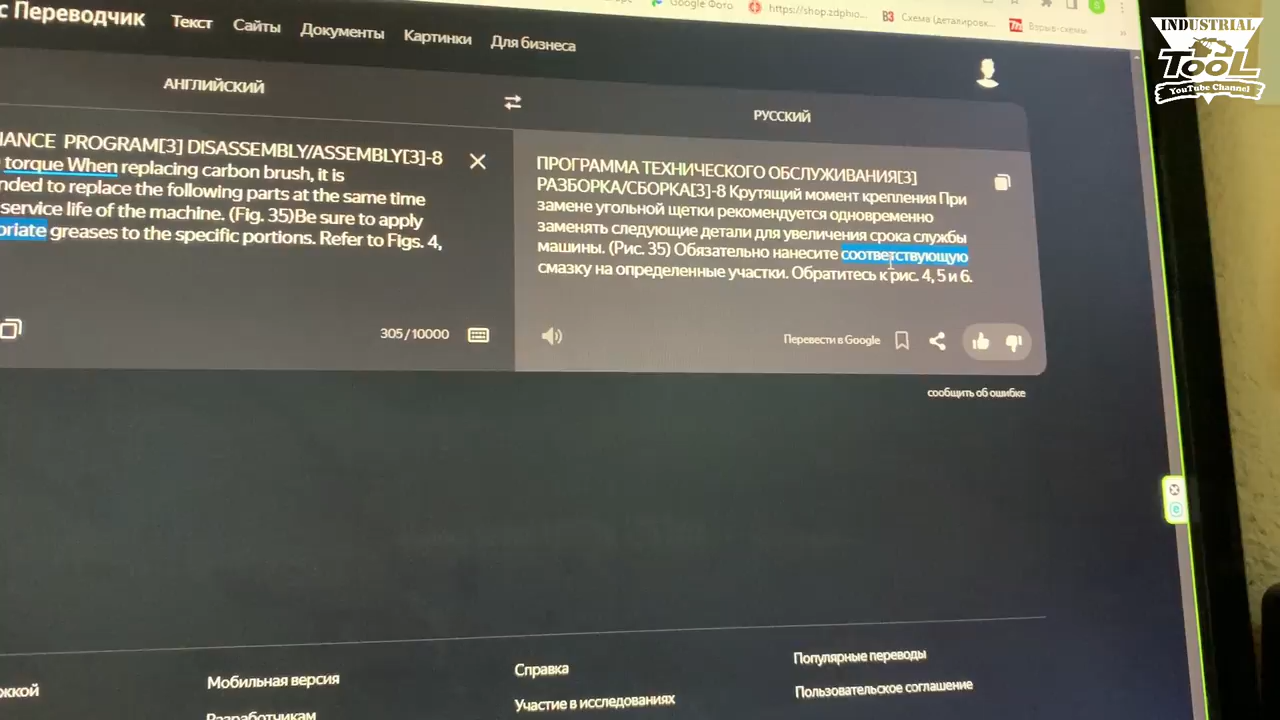 с Переводчик
Текст
Сайты
Документы
Картинки
Для бизнеса
Google Фото
https://shop.zdphio...
Схема (деталировк...
Взрыв-схемы
INDUSTRIAL
TOOL
YouTube Channel
АНГЛИЙСКИЙ
РУССКИЙ
IANCE PROGRAM[3] DISASSEMBLY/ASSEMBLY[3]-8
torque When replacing carbon brush, it is
nded to replace the following parts at the same time
service life of the machine. (Fig. 35)Be sure to apply
oriate greases to the specific portions. Refer to Figs. 4,
305/10000
ПРОГРАММА ТЕХНИЧЕСКОГО ОБСЛУЖИВАНИЯ[3]
РАЗБОРКА/СБОРКА[3]-8 Крутящий момент крепления При
замене угольной щетки рекомендуется одновременно
заменять следующие детали для увеличения срока службы
машины. (Рис. 35) Обязательно нанесите соответствующую
смазку на определенные участки. Обратитесь к рис. 4, 5 и 6.
Перевести в Google
сообщить об ошибке
жкой
Мобильная версия
Разработчикам
Справка
Участие в исследованиях
Популярные переводы
Пользовательское соглашение